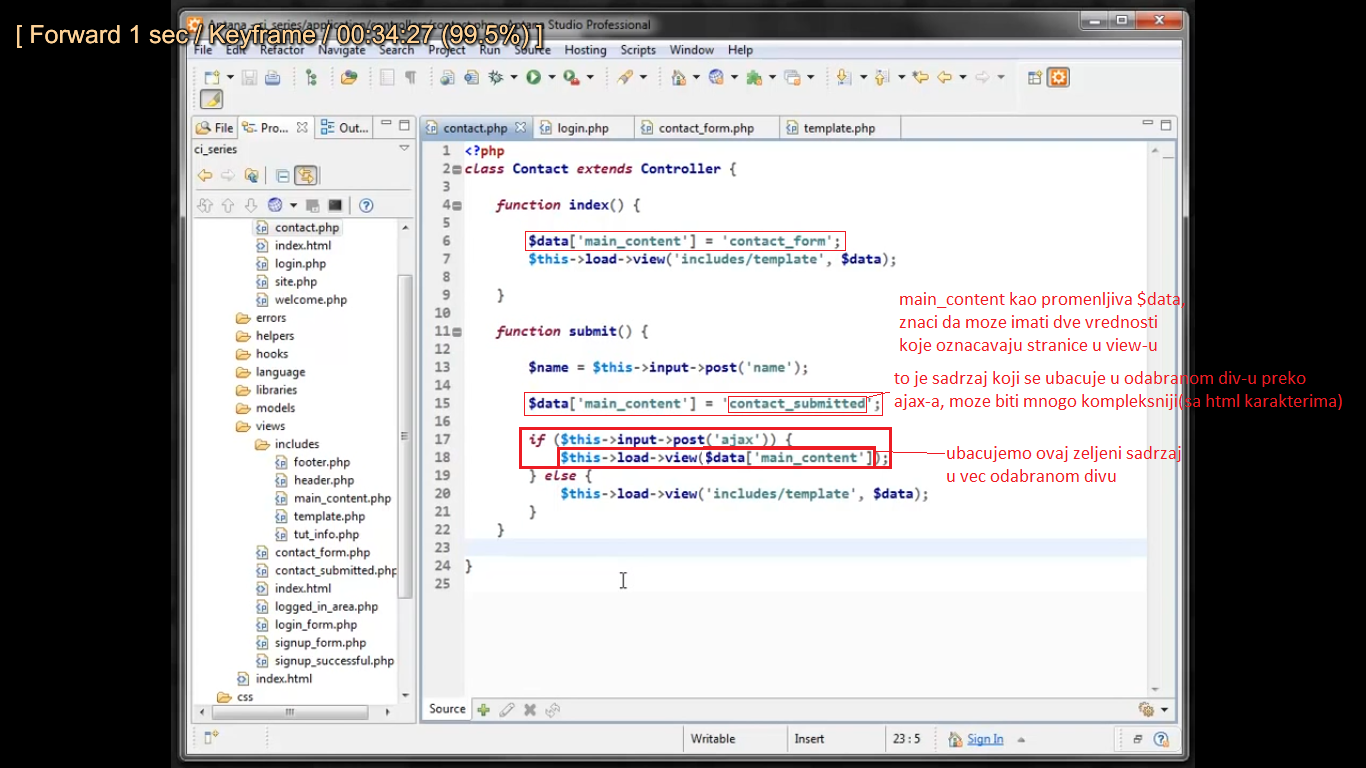 [ Forward 1 sec / Keyframe / 00:34:27 (99.5%) ]
Aptana - ci_series/application/controllers/contact.php - Aptana Studio Professional
File Edit Refactor Navigate Search Project Run Source Hosting Scripts Window Help
File Pro... Out...
ci_series
contact.php
index.html
login.php
site.php
welcome.php
errors
helpers
hooks
language
libraries
models
views
includes
footer.php
header.php
main_content.php
template.php
tut_info.php
contact_form.php
contact_submitted.php
index.html
logged_in_area.php
login_form.php
signup_form.php
signup_successful.php
index.html
css
contact.php login.php contact_form.php template.php
1 <?php
2 class Contact extends Controller {
3
4 function index() {
5
6 $data['main_content'] = 'contact_form';
7 $this->load->view('includes/template', $data);
8
9 }
10
11 function submit() {
12
13 $name = $this->input->post('name');
14
15 $data['main_content'] = 'contact_submitted';
16
17 if ($this->input->post('ajax')) {
18 $this->load->view($data['main_content']);
19 } else {
20 $this->load->view('includes/template', $data);
21 }
22 }
23
24 }
25
main_content kao promenljiva $data,
znaci da moze imati dve vrednosti
koje oznacavaju stranice u view-u
to je sadrzaj koji se ubacuje u odabranom div-u preko
ajax-a, moze biti mnogo kompleksniji(sa html karakterima)
ubacujemo ovaj zeljeni sadrzaj
u vec odabranom divu
Source
Writable Insert 23 : 5 Sign In